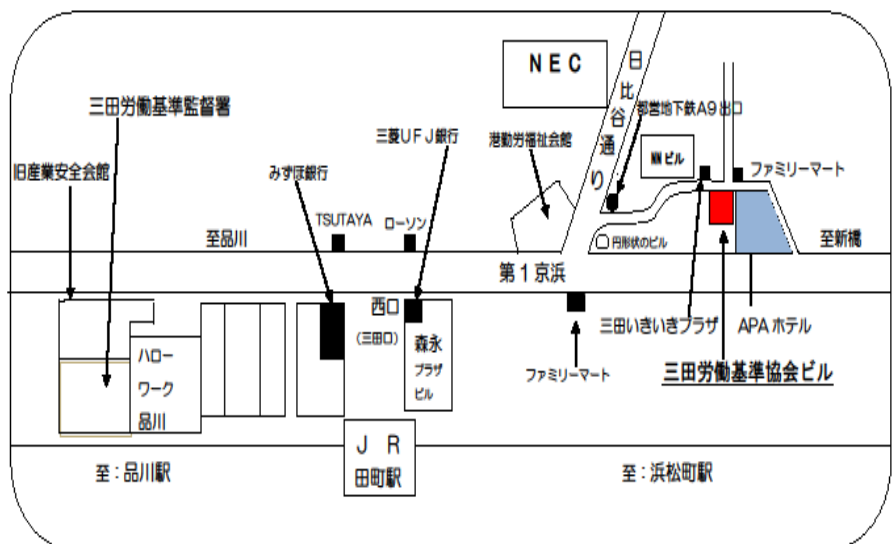 NEC
日比谷通り
三田労働基準監督署
都営地下鉄A9出口
三菱UFJ銀行
港勤労福祉会館
NNビル
ファミリーマート
旧産業安全会館
みずほ銀行
TSUTAYA
ローソン
至品川
円形状のビル
至新橋
第1京浜
西口
(三田口)
三田いきいきプラザ
APAホテル
森永
プラザ
ビル
ハロー
ワーク
品川
ファミリーマート
三田労働基準協会ビル
JR
田町駅
至：品川駅
至：浜松町駅